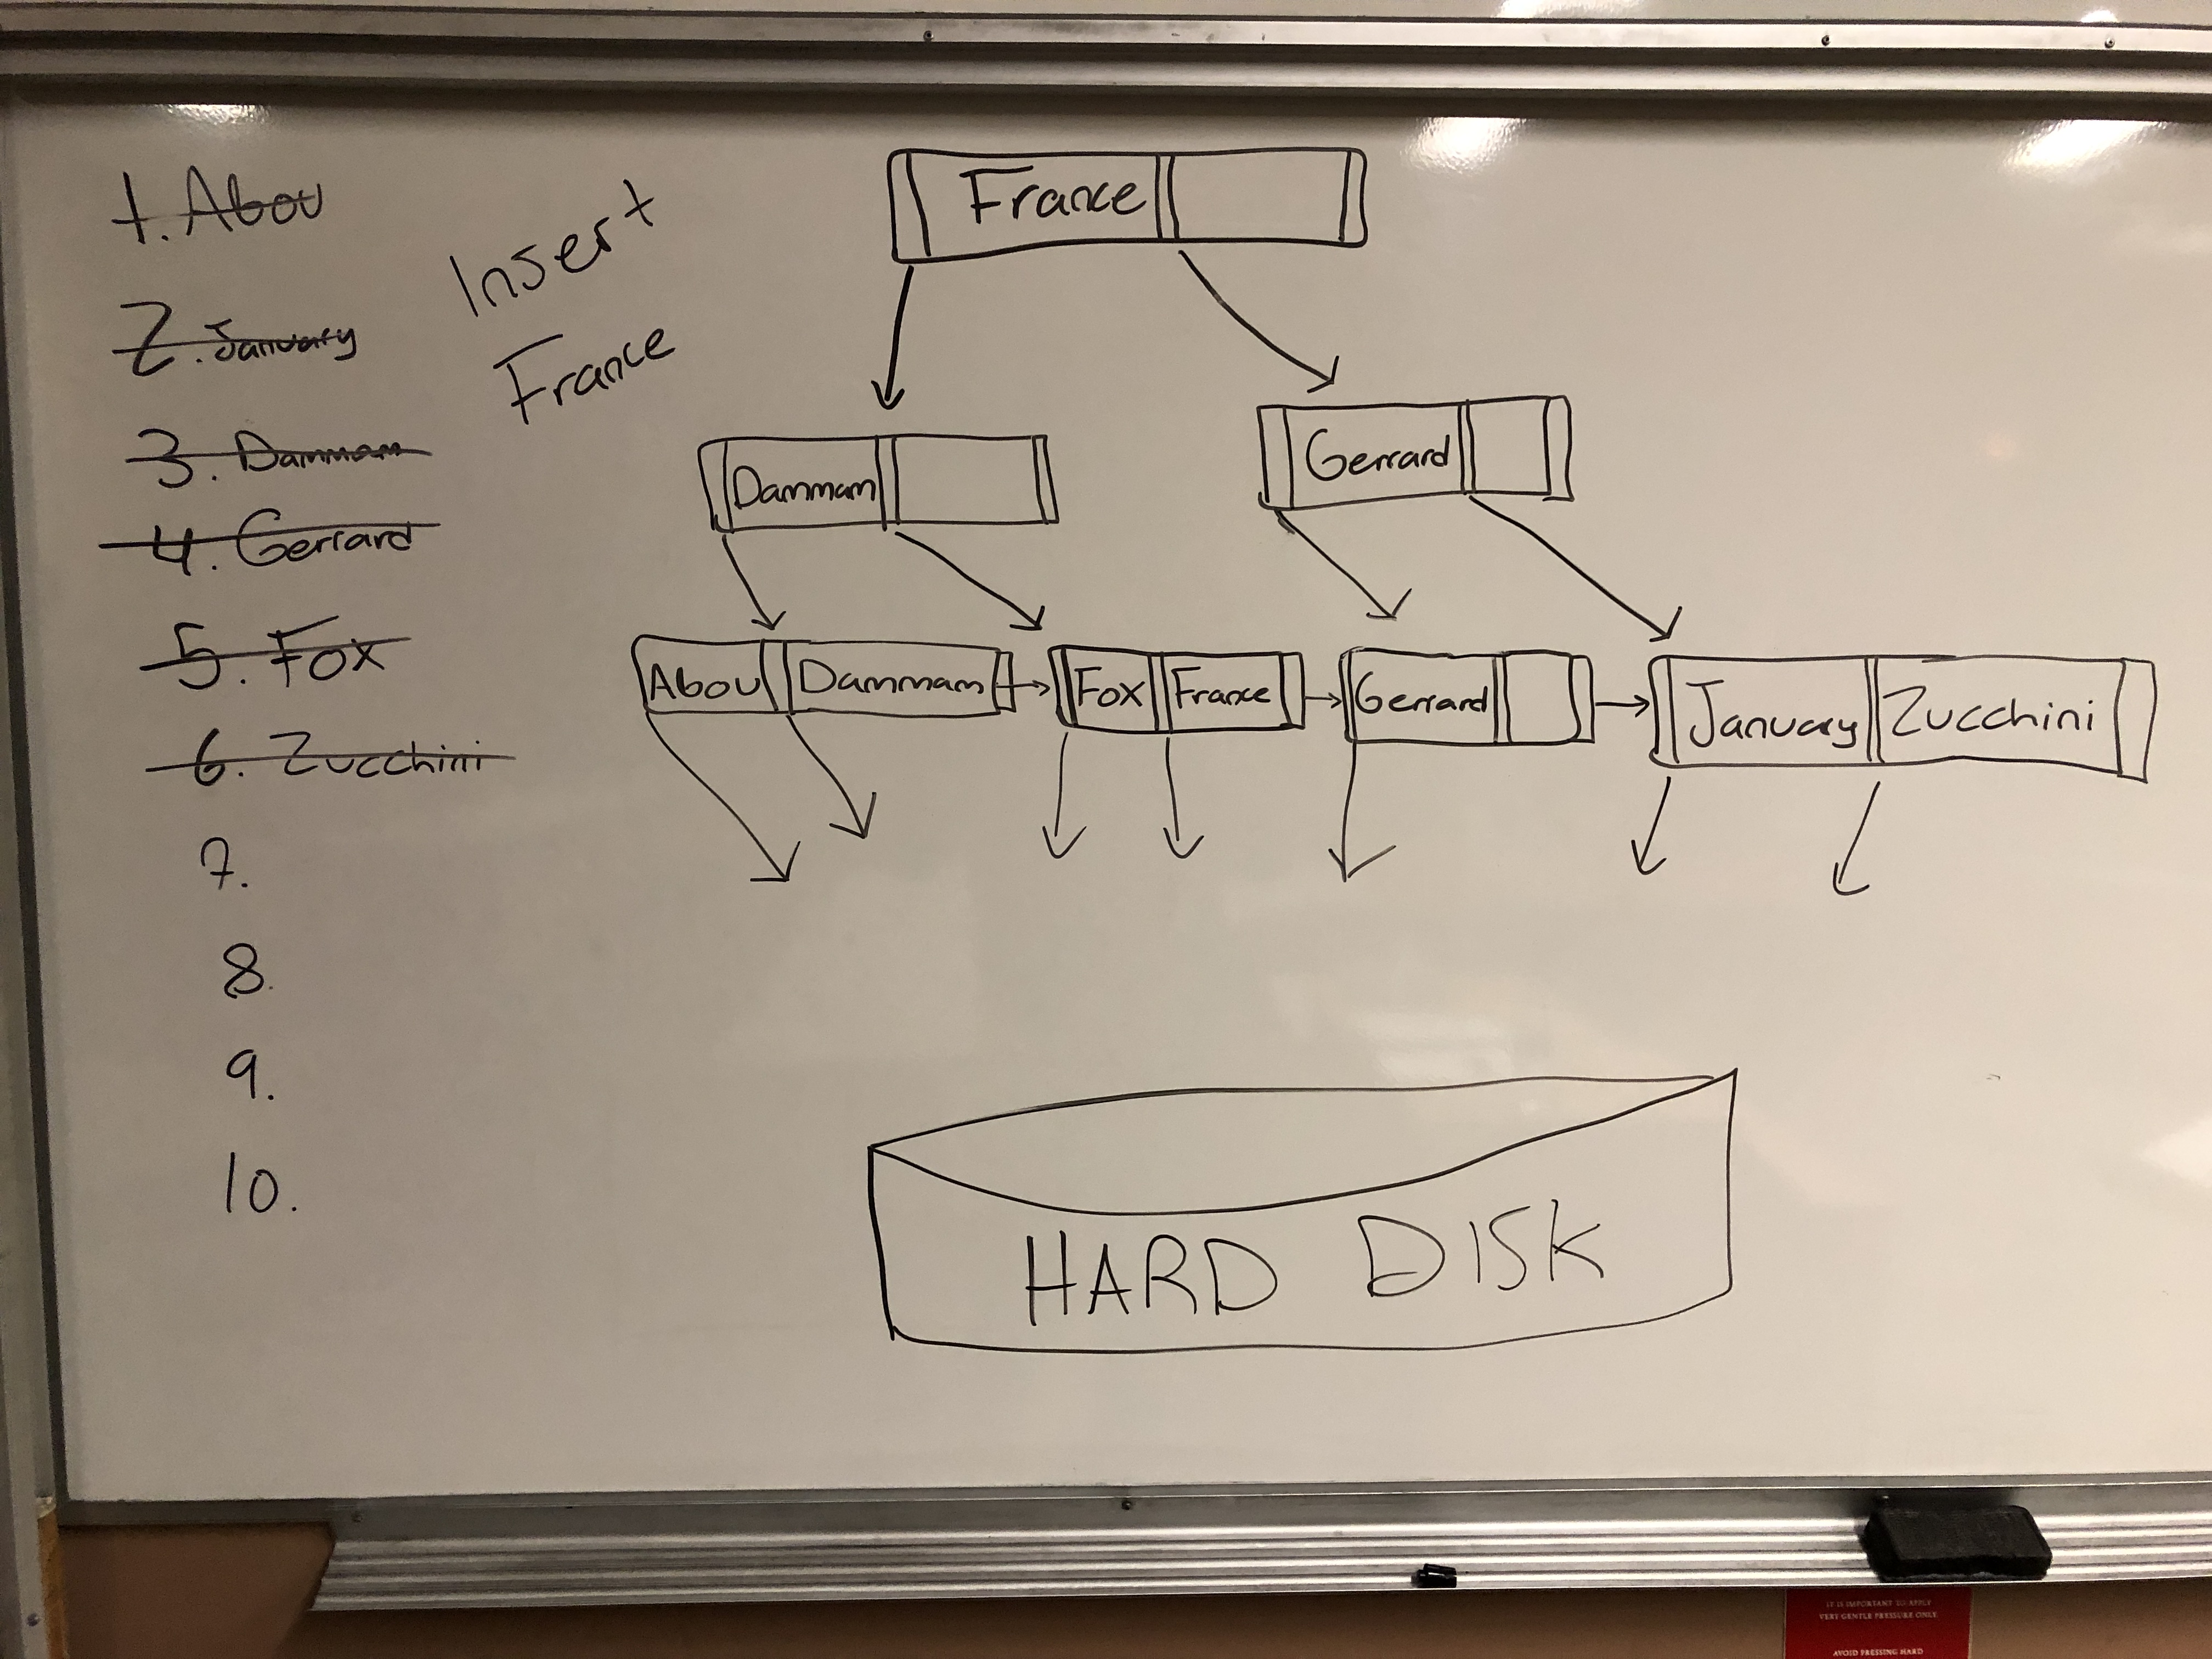 1. Abou
2. January
3. Dammam
4. Gerrard
5. Fox
6. Zucchini
7.
8.
9.
10.
Insert
France
France
Dammam
Gerrard
Abou Dammam Fox France Gerrard January Zucchini
HARD DISK
IT IS IMPORTANT TO APPLY
VERY GENTLE PRESSURE ONLY
AVOID PRESSING HARD